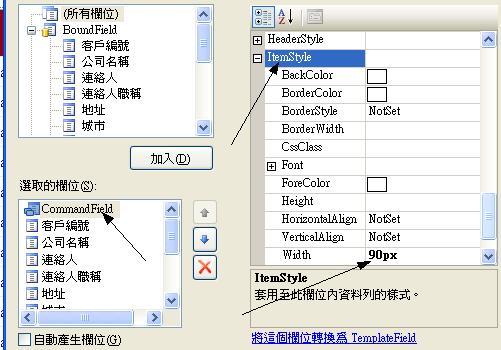 (所有欄位)
BoundField
客戶編號
公司名稱
連絡人
連絡人職稱
地址
城市
加入(D)
選取的欄位(S):
CommandField
客戶編號
公司名稱
連絡人
連絡人職稱
地址
城市
自動產生欄位(G)
HeaderStyle
ItemStyle
BackColor
BorderColor
BorderStyle NotSet
BorderWidth
CssClass
Font
ForeColor
Height
HorizontalAlign NotSet
VerticalAlign NotSet
Width 90px
ItemStyle
套用至此欄位內資料列的樣式。
將這個欄位轉換為 TemplateField